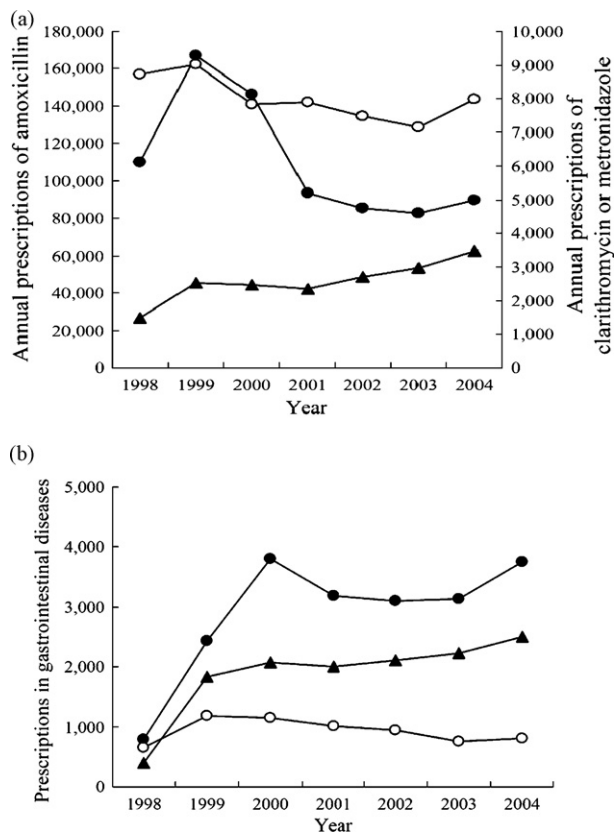 (a)
180,000
160,000
140,000
120,000
100,000
80,000
60,000
40,000
20,000
0
Annual prescriptions of amoxicillin
10,000
9,000
8,000
7,000
6,000
5,000
4,000
3,000
2,000
1,000
0
Annual prescriptions of
clarithromycin or metronidazole
1998 1999 2000 2001 2002 2003 2004
Year
(b)
5,000
4,000
3,000
2,000
1,000
0
Prescriptions in gastrointestinal diseases
1998 1999 2000 2001 2002 2003 2004
Year